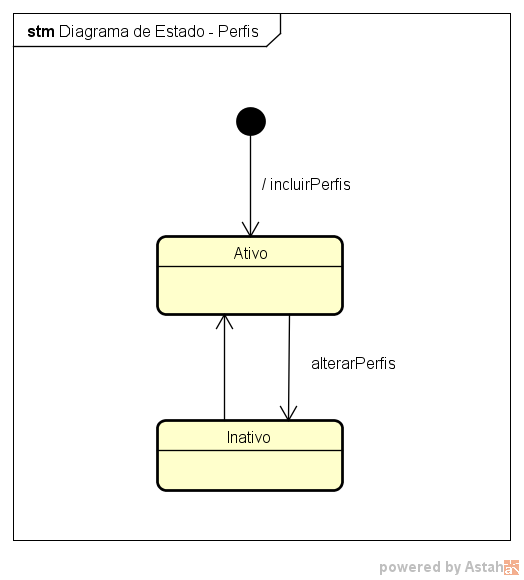 stm Diagrama de Estado - Perfis
/ incluirPerfis
Ativo
alterarPerfis
Inativo
powered by Astah